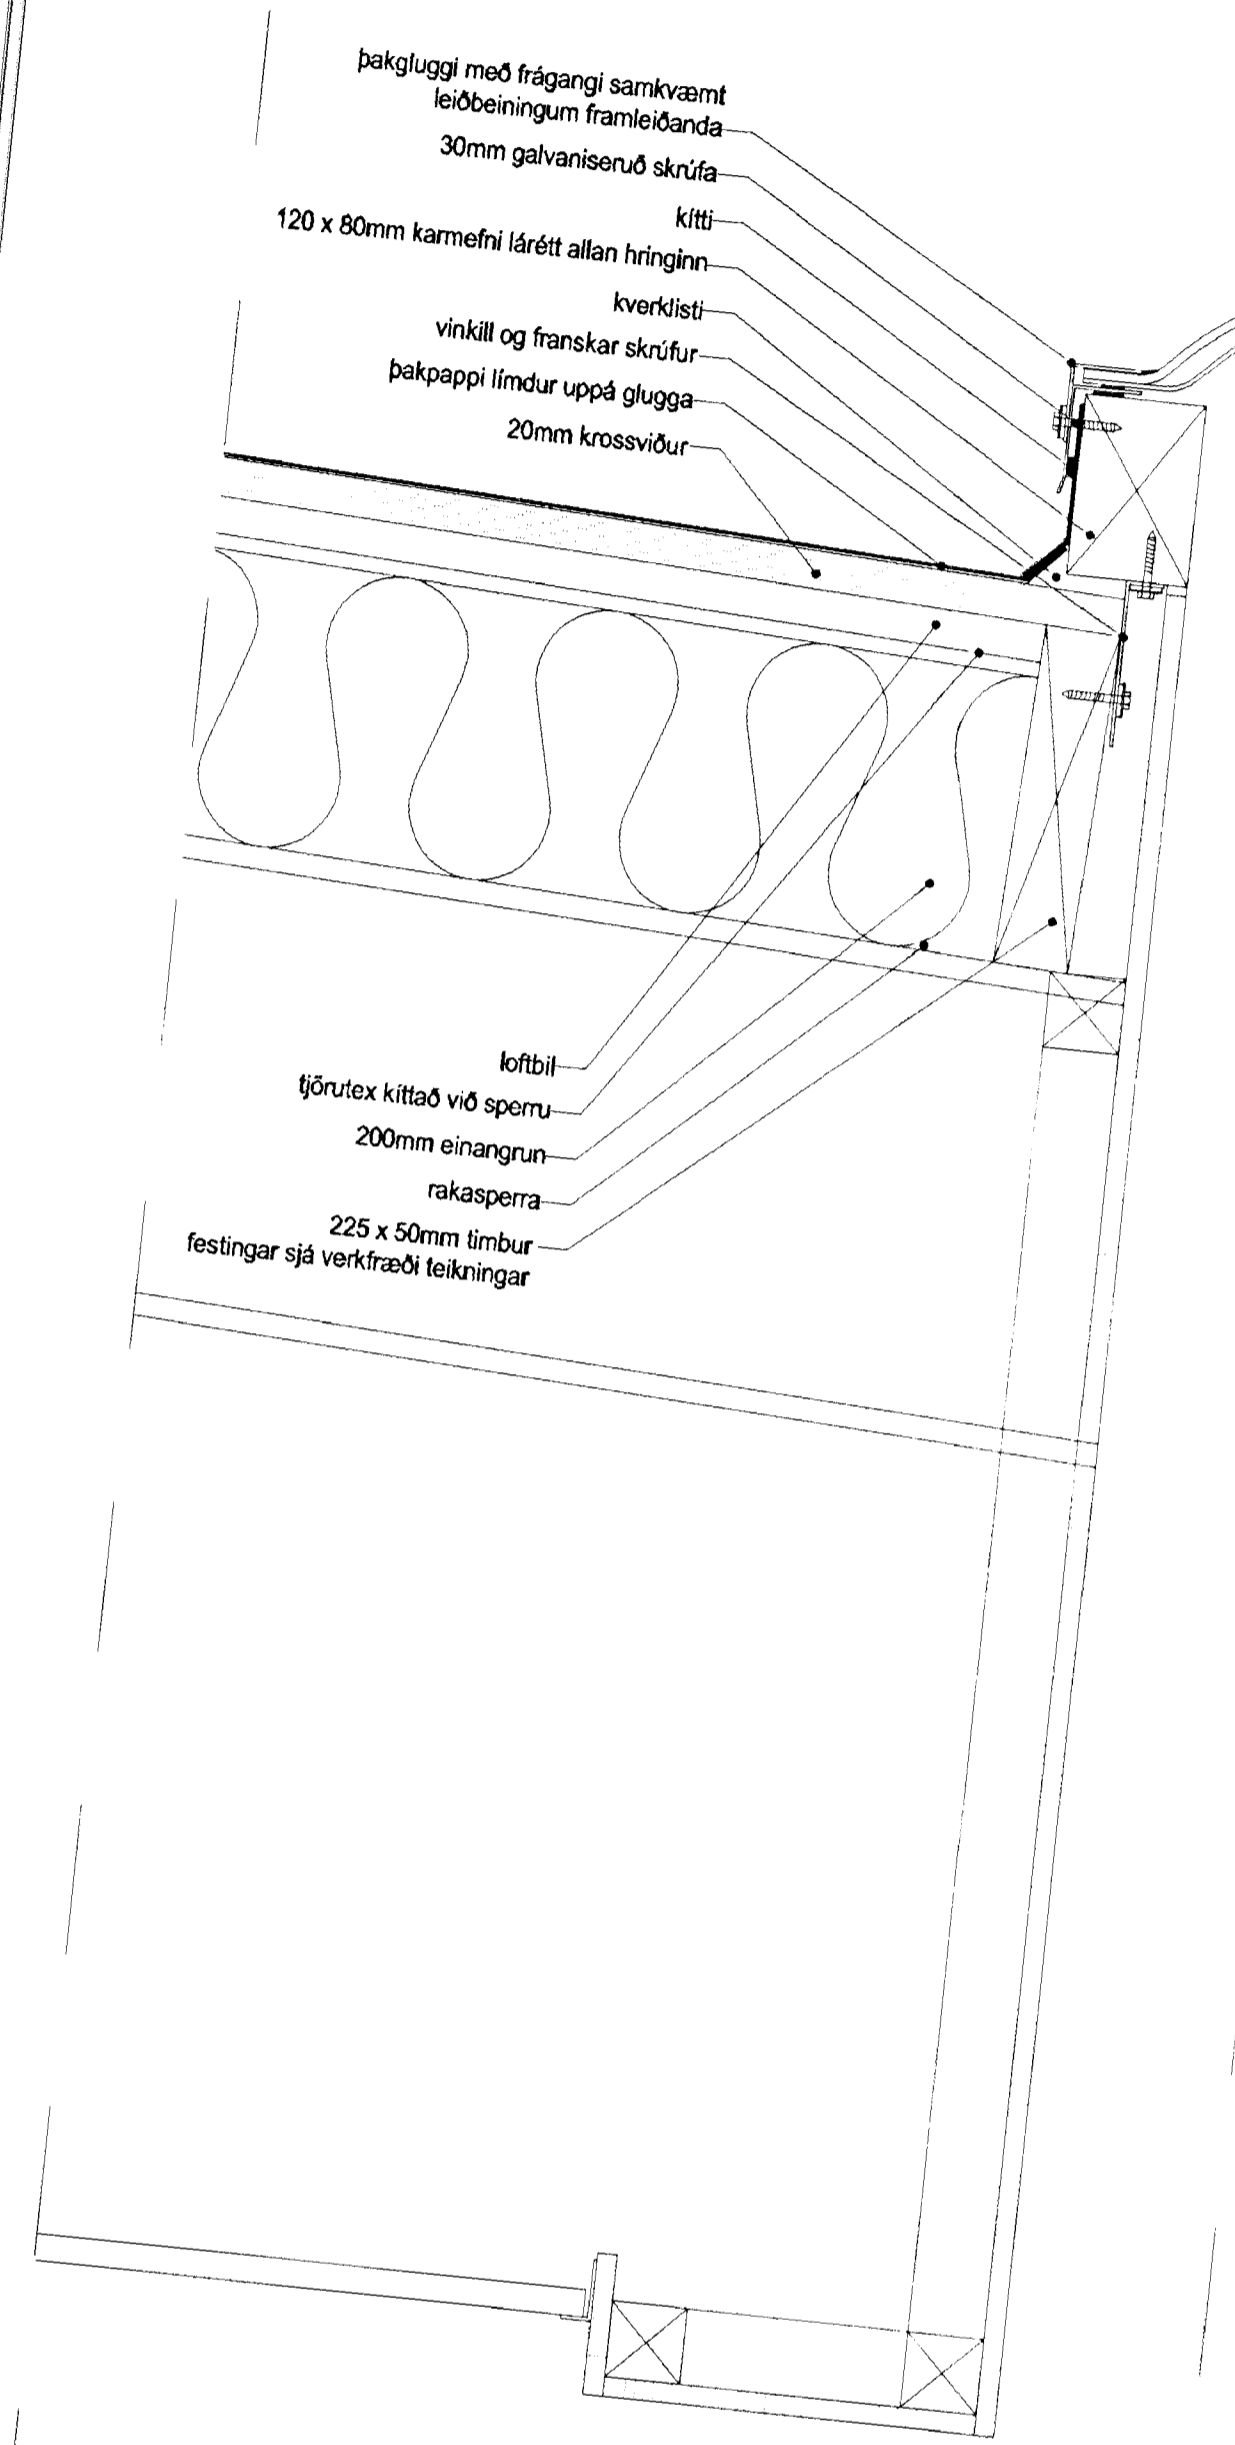 þakgluggi með frágangi samkvæmt
leiðbeiningum framleiðanda
30mm galvaniseruð skrúfa
kítti
120 x 80mm karmefni lárétt allan hringinn
kverklisti
vinkill og franskar skrúfur
þakpappi límdur uppá glugga
20mm krossviður
loftbil
tjörutex kíttað við sperru
200mm einangrun
rakasperra
225 x 50mm timbur
festingar sjá verkfræði teikningar